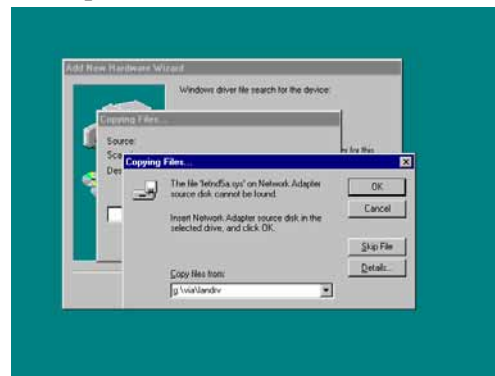 Add New Hardware Wizard
Windows driver file search for the device:
Copying Files...
Source:
Sca
Des
er for this
Copying Files...
The file 'fetnd5a.sys' on Network Adapter
source disk cannot be found.
Insert Network Adapter source disk in the
selected drive, and click OK.
Copy files from:
g:\via\landrv
OK
Cancel
Skip File
Details...